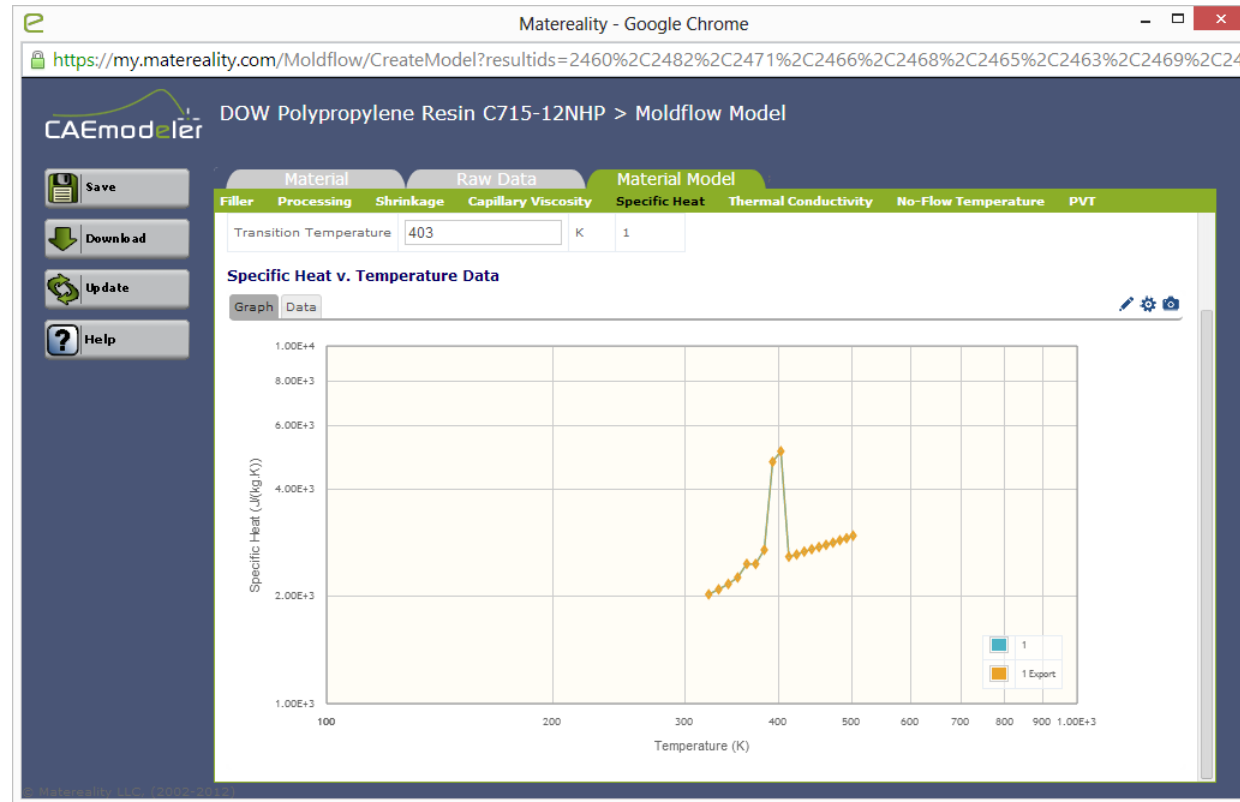 Matereality - Google Chrome
https://my.matereality.com/Moldflow/CreateModel?resultids=2460%2C2482%2C2471%2C2466%2C2468%2C2465%2C2463%2C2469%2C24
CAEmodeler
DOW Polypropylene Resin C715-12NHP > Moldflow Model
Save
Download
Update
Help
Material Raw Data Material Model
Filler Processing Shrinkage Capillary Viscosity Specific Heat Thermal Conductivity No-Flow Temperature PVT
Transition Temperature 403 K 1
Specific Heat v. Temperature Data
Graph Data
1.00E+4
8.00E+3
6.00E+3
4.00E+3
2.00E+3
1.00E+3
Specific Heat (J/(kg.K))
1
1 Export
100 200 300 400 500 600 700 800 900 1.00E+3
Temperature (K)
© Matereality LLC. (2002-2012)